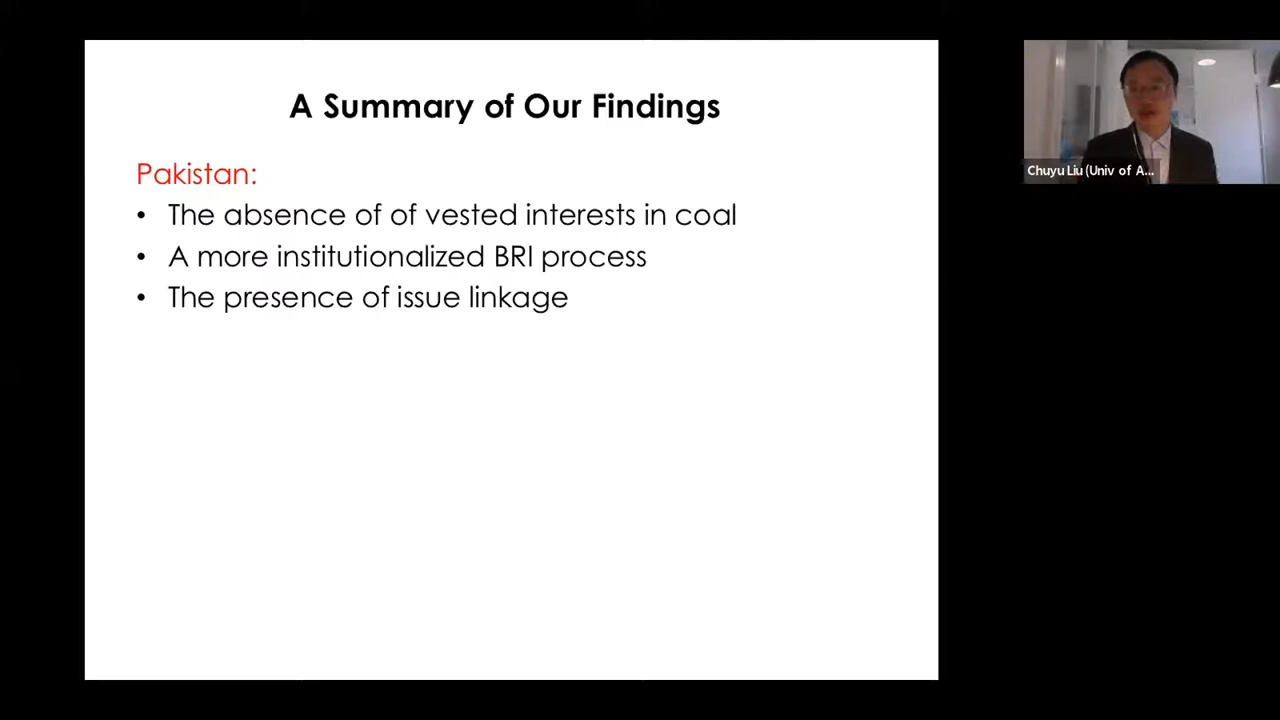 A Summary of Our Findings
Pakistan:
• The absence of of vested interests in coal
• A more institutionalized BRI process
• The presence of issue linkage
Chuyu Liu (Univ of A...